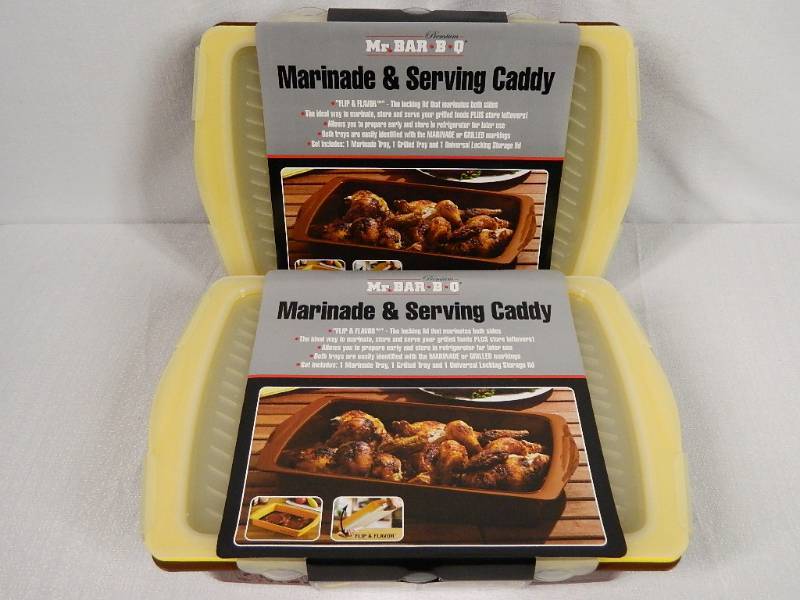 Premium
Mr. BAR·B·Q
Marinade & Serving Caddy
• "FLIP & FLAVOR™" - The locking lid that marinates both sides
• The ideal way to marinate, store and serve your grilled foods PLUS store leftovers!
• Allows you to prepare early and store in refrigerator for later use
• Both trays are easily identified with the MARINADE or GRILLED markings
• Set Includes: 1 Marinade Tray, 1 Grilled Tray and 1 Universal Locking Storage lid
Premium
Mr. BAR·B·Q
Marinade & Serving Caddy
• "FLIP & FLAVOR™" - The locking lid that marinates both sides
• The ideal way to marinate, store and serve your grilled foods PLUS store leftovers!
• Allows you to prepare early and store in refrigerator for later use
• Both trays are easily identified with the MARINADE or GRILLED markings
• Set Includes: 1 Marinade Tray, 1 Grilled Tray and 1 Universal Locking Storage lid
FLIP & FLAVOR